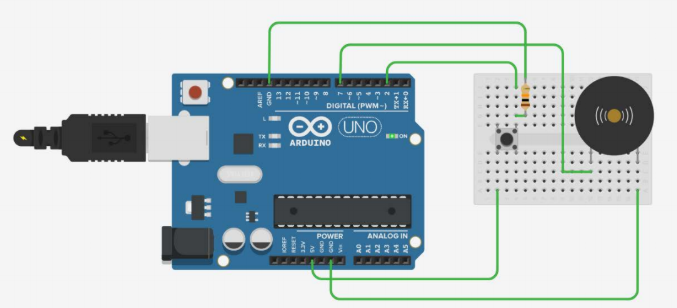 AREF
GND
13
12
~11
~10
~9
8
7
~6
~5
4
~3
2
TX→1
RX←0
DIGITAL (PWM~)
L
TX
RX
UNO
ON
ARDUINO
POWER
ANALOG IN
IOREF
RESET
3.3V
5V
GND
GND
Vin
A0
A1
A2
A3
A4
A5